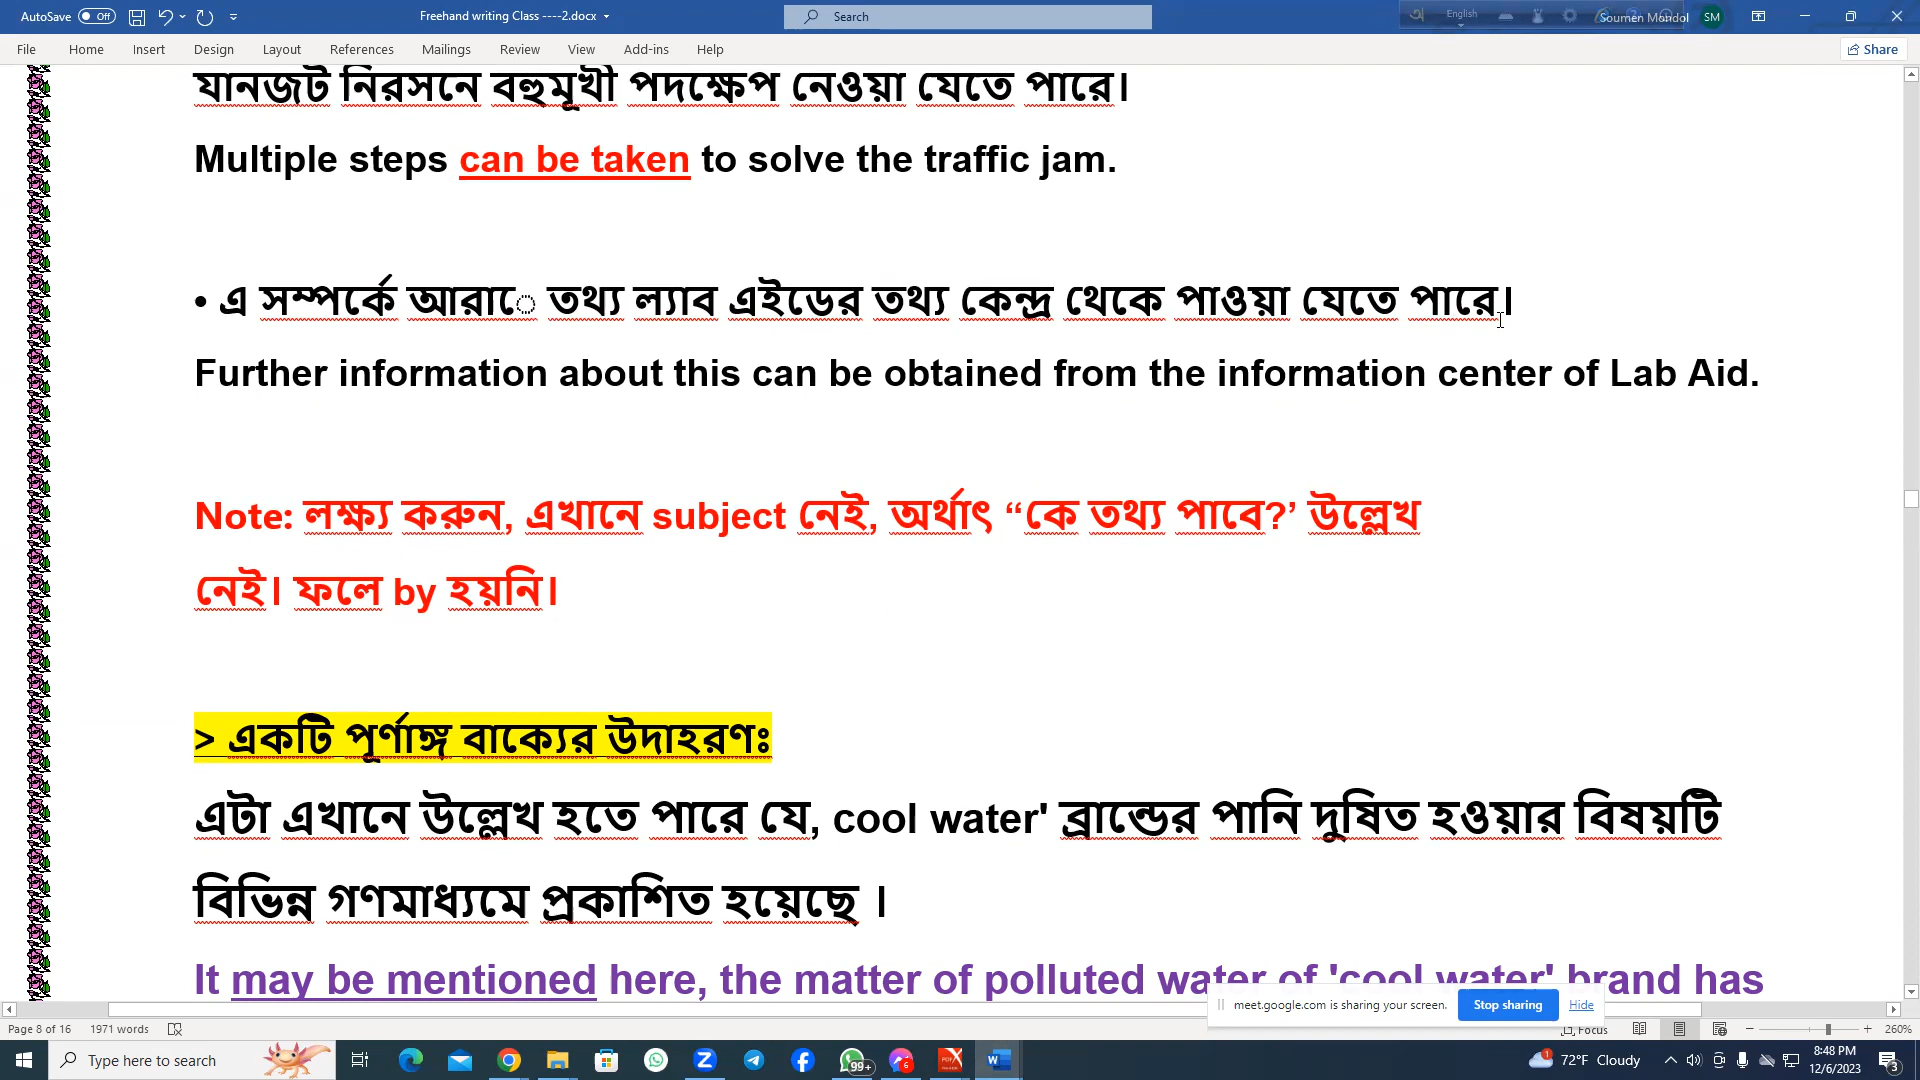 AutoSave Off Freehand writing Class ----2.docx Search English Soumen Mondol SM
File Home Insert Design Layout References Mailings Review View Add-ins Help Share
যানজট নিরসনে বহুমূখী পদক্ষেপ নেওয়া যেতে পারে।
Multiple steps can be taken to solve the traffic jam.
• এ সম্পর্কে আরাে তথ্য ল্যাব এইডের তথ্য কেন্দ্র থেকে পাওয়া যেতে পারে।
Further information about this can be obtained from the information center of Lab Aid.
Note: লক্ষ্য করুন, এখানে subject নেই, অর্থাৎ “কে তথ্য পাবে?’ উল্লেখ
নেই। ফলে by হয়নি।
> একটি পূর্ণাঙ্গ বাক্যের উদাহরণঃ
এটা এখানে উল্লেখ হতে পারে যে, cool water' ব্রান্ডের পানি দুষিত হওয়ার বিষয়টি
বিভিন্ন গণমাধ্যমে প্রকাশিত হয়েছে ।
It may be mentioned here, the matter of polluted water of 'cool water' brand has
meet.google.com is sharing your screen. Stop sharing Hide
Page 8 of 16 1971 words Focus 260%
Type here to search 99+ 6 1 72°F Cloudy 8:48 PM
12/6/2023 3